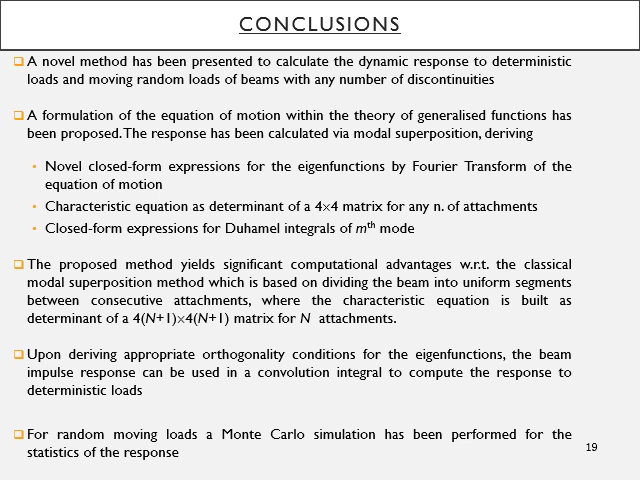 CONCLUSIONS
❑ A novel method has been presented to calculate the dynamic response to deterministic
loads and moving random loads of beams with any number of discontinuities
❑ A formulation of the equation of motion within the theory of generalised functions has
been proposed.The response has been calculated via modal superposition, deriving
• Novel closed-form expressions for the eigenfunctions by Fourier Transform of the
equation of motion
• Characteristic equation as determinant of a 4×4 matrix for any n. of attachments
• Closed-form expressions for Duhamel integrals of mth mode
❑ The proposed method yields significant computational advantages w.r.t. the classical
modal superposition method which is based on dividing the beam into uniform segments
between consecutive attachments, where the characteristic equation is built as
determinant of a 4(N+1)×4(N+1) matrix for N attachments.
❑ Upon deriving appropriate orthogonality conditions for the eigenfunctions, the beam
impulse response can be used in a convolution integral to compute the response to
deterministic loads
❑ For random moving loads a Monte Carlo simulation has been performed for the
statistics of the response
19